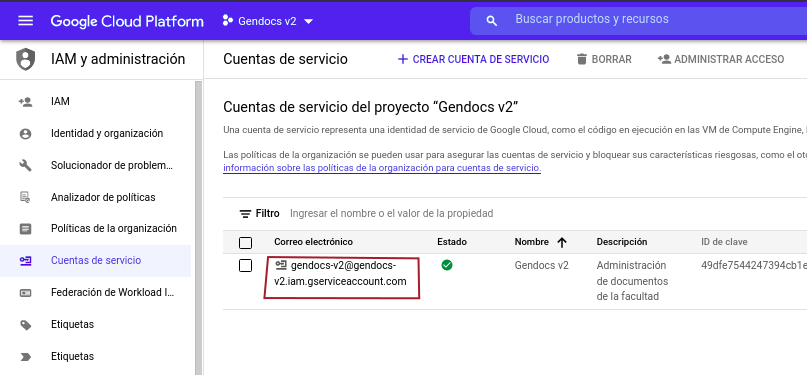 Google Cloud Platform
Gendocs v2
Buscar productos y recursos
IAM y administración
Cuentas de servicio
CREAR CUENTA DE SERVICIO
BORRAR
ADMINISTRAR ACCESO
IAM
Identidad y organización
Solucionador de problem...
Analizador de políticas
Políticas de la organización
Cuentas de servicio
Federación de Workload I...
Etiquetas
Etiquetas
Cuentas de servicio del proyecto “Gendocs v2”
Una cuenta de servicio representa una identidad de servicio de Google Cloud, como el código en ejecución en las VM de Compute Engine,
Las políticas de la organización se pueden usar para asegurar las cuentas de servicio y bloquear sus características riesgosas, como el
información sobre las políticas de la organización para cuentas de servicio.
Filtro Ingresar el nombre o el valor de la propiedad
Correo electrónico Estado Nombre Descripción ID de clave
gendocs-v2@gendocs-
v2.iam.gserviceaccount.com
Gendocs v2
Administración
de documentos
de la facultad
49dfe7544247394cb1e